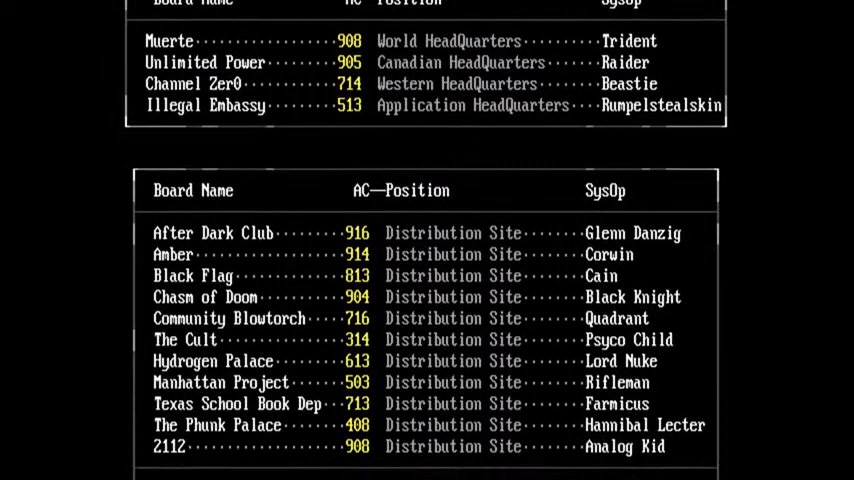 Board Name AC Position SysOp
Muerte··················908 World HeadQuarters·········Trident
Unlimited Power·········905 Canadian HeadQuarters······Raider
Channel Zer0············714 Western HeadQuarters·······Beastie
Illegal Embassy·········513 Application HeadQuarters···Rumpelstealskin
Board Name AC—Position SysOp
After Dark Club·········916 Distribution Site·······Glenn Danzig
Amber···················914 Distribution Site·······Corwin
Black Flag··············813 Distribution Site·······Cain
Chasm of Doom···········904 Distribution Site·······Black Knight
Community Blowtorch·····716 Distribution Site·······Quadrant
The Cult················314 Distribution Site·······Psyco Child
Hydrogen Palace·········613 Distribution Site·······Lord Nuke
Manhattan Project·······503 Distribution Site·······Rifleman
Texas School Book Dep···713 Distribution Site·······Farmicus
The Phunk Palace········408 Distribution Site·······Hannibal Lecter
2112····················908 Distribution Site·······Analog Kid